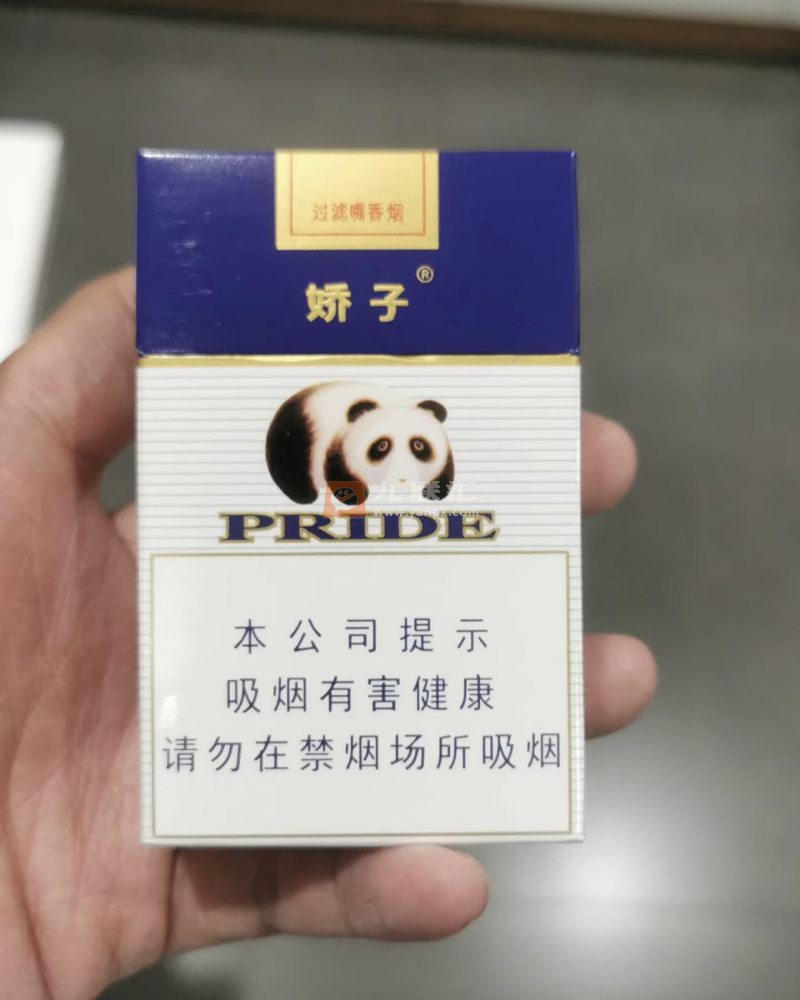 过滤嘴香烟
娇子®
PRIDE
本公司提示
吸烟有害健康
请勿在禁烟场所吸烟